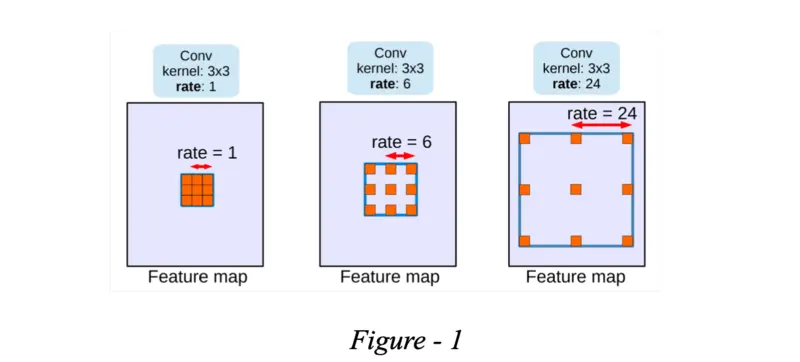 Conv
kernel: 3x3
rate: 1
Conv
kernel: 3x3
rate: 6
Conv
kernel: 3x3
rate: 24
rate = 1
rate = 6
rate = 24
Feature map
Feature map
Feature map
Figure - 1